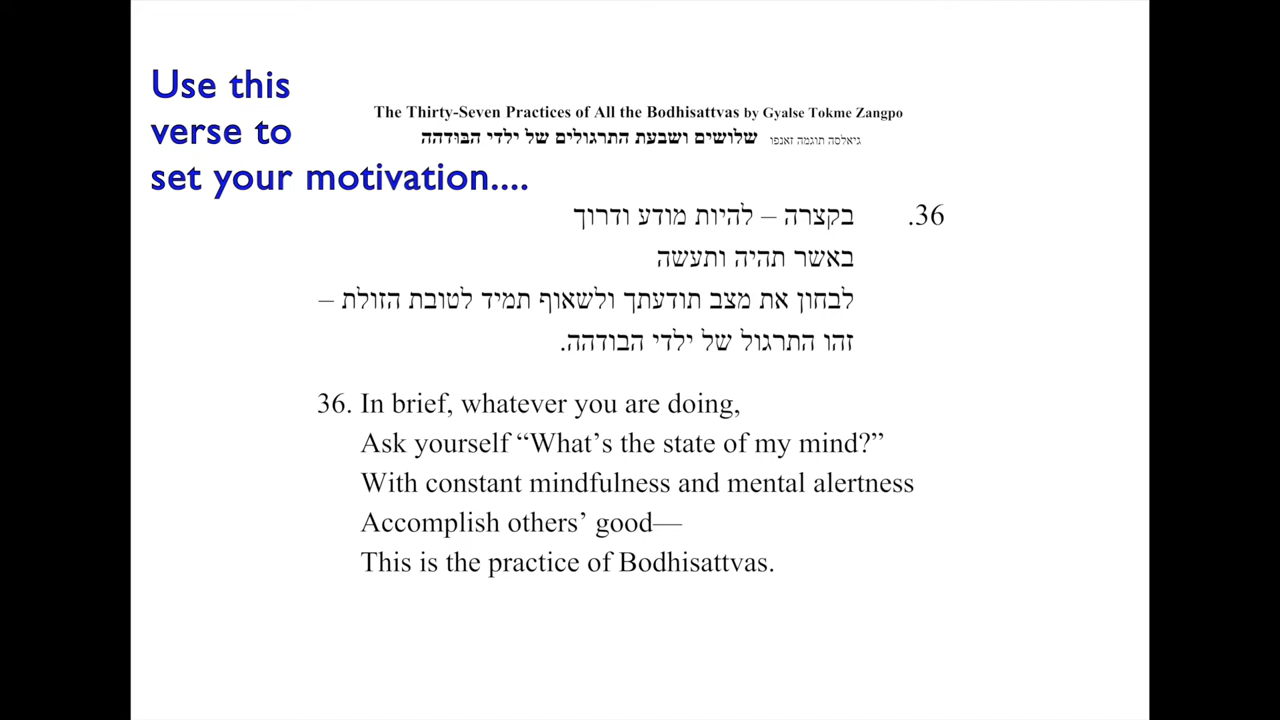 Use this
verse to
set your motivation....
The Thirty-Seven Practices of All the Bodhisattvas by Gyalse Tokme Zangpo
שלושים ושבעת התרגולים של ילדי הבּוּדהה גיאלסה תוגמה זאנפו
36. בקצרה – להיות מודע ודרוך
באשר תהיה ותעשה
לבחון את מצב תודעתך ולשאוף תמיד לטובת הזולת –
זהו התרגול של ילדי הבודהה.
36. In brief, whatever you are doing,
Ask yourself “What’s the state of my mind?”
With constant mindfulness and mental alertness
Accomplish others’ good—
This is the practice of Bodhisattvas.